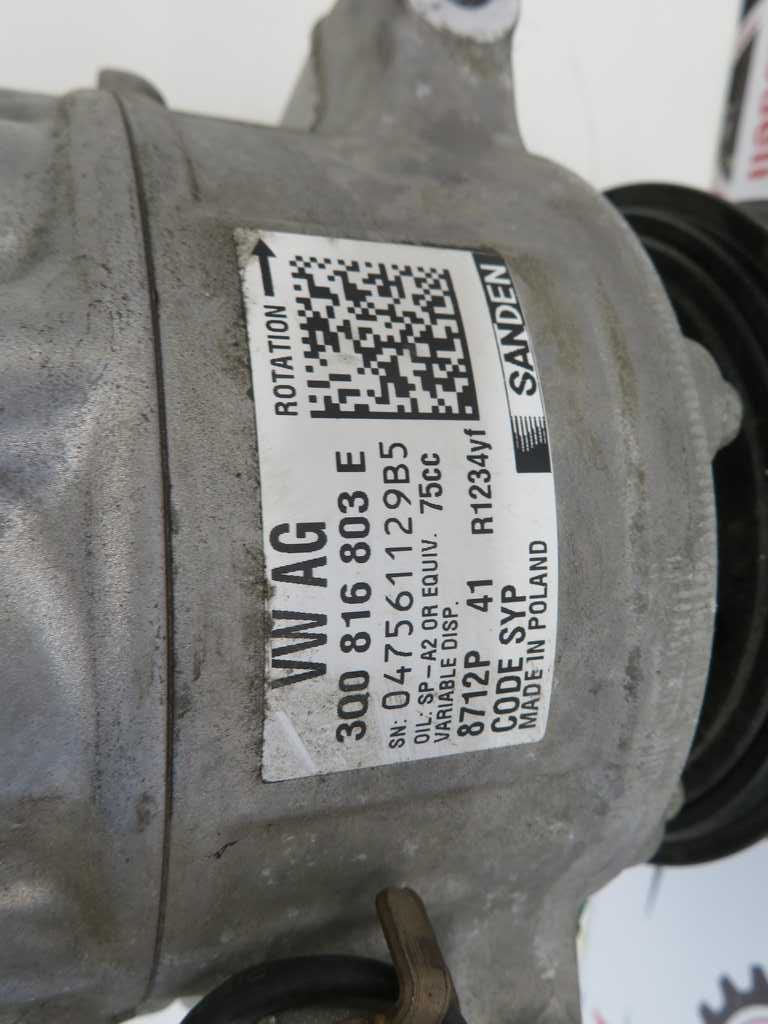 ROTATION
VW AG
3Q0 816 803 E
SN: 047561129B5
OIL: SP-A2 OR EQUIV. 75CC
VARIABLE DISP.
8712P 41 R1234yf
CODE SYP
MADE IN POLAND
SANDEN